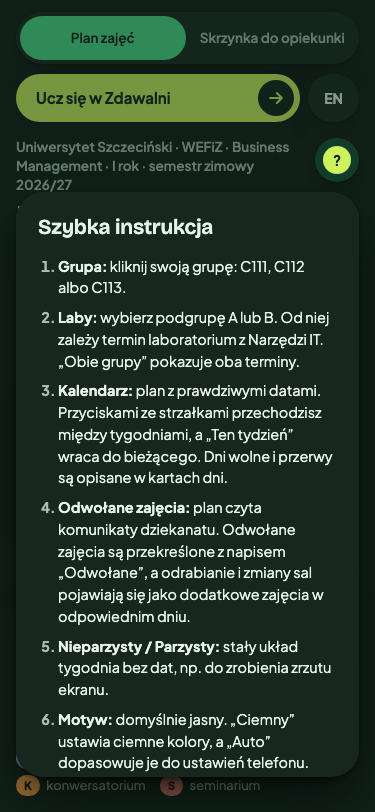 Plan zajęć
Skrzynka do opiekunki
Ucz się w Zdawalni
EN
Uniwersytet Szczeciński · WEFiZ · Business
Management · I rok · semestr zimowy
2026/27
?
Szybka instrukcja
1. Grupa: kliknij swoją grupę: C111, C112
albo C113.
2. Laby: wybierz podgrupę A lub B. Od niej
zależy termin laboratorium z Narzędzi IT.
„Obie grupy” pokazuje oba terminy.
3. Kalendarz: plan z prawdziwymi datami.
Przyciskami ze strzałkami przechodzisz
między tygodniami, a „Ten tydzień”
wraca do bieżącego. Dni wolne i przerwy
są opisane w kartach dni.
4. Odwołane zajęcia: plan czyta
komunikaty dziekanatu. Odwołane
zajęcia są przekreślone z napisem
„Odwołane”, a odrabianie i zmiany sal
pojawiają się jako dodatkowe zajęcia w
odpowiednim dniu.
5. Nieparzysty / Parzysty: stały układ
tygodnia bez dat, np. do zrobienia zrzutu
ekranu.
6. Motyw: domyślnie jasny. „Ciemny”
ustawia ciemne kolory, a „Auto”
dopasowuje je do ustawień telefonu.
K konwersatorium S seminarium